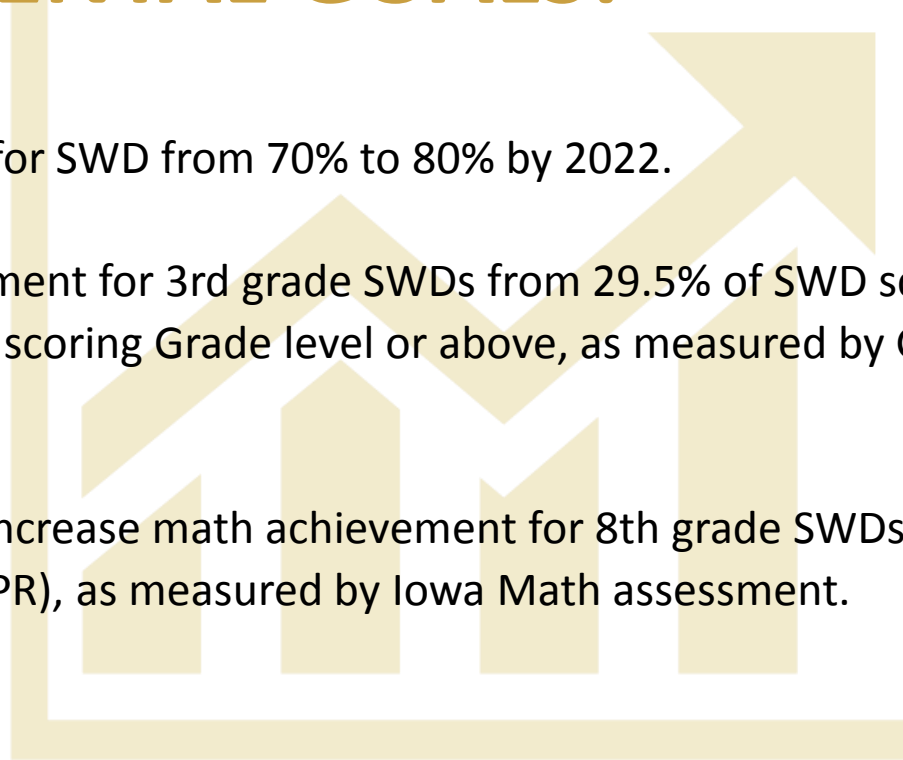 GOALS:
for SWD from 70% to 80% by 2022.
ment for 3rd grade SWDs from 29.5% of SWD
scoring Grade level or above, as measured by
ncrease math achievement for 8th grade SWDs
PR), as measured by Iowa Math assessment.